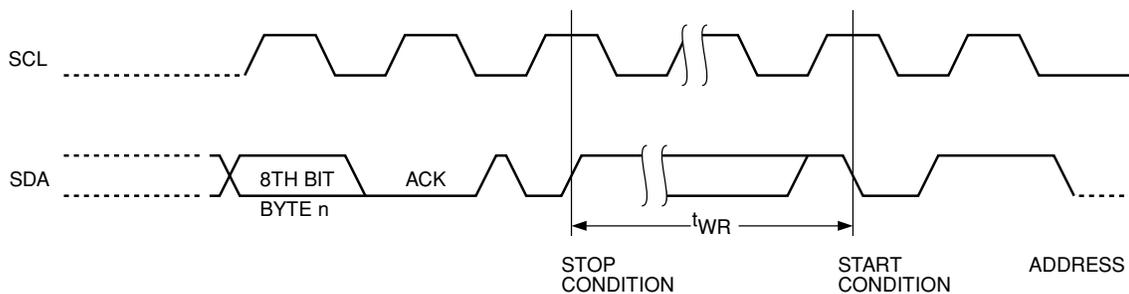 SCL
SDA
8TH BIT
ACK
BYTE n
tWR
STOP
CONDITION
START
CONDITION
ADDRESS